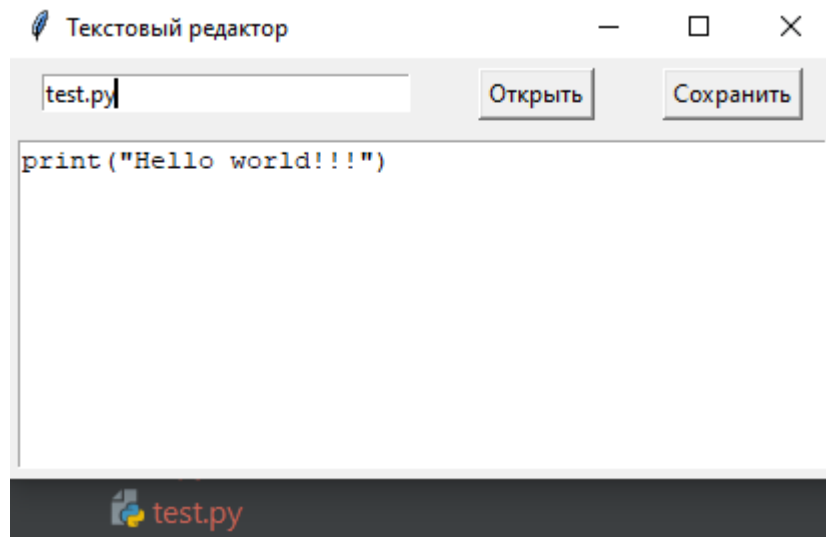 Текстовый редактор
test.py Открыть Сохранить
print("Hello world!!!")
test.py